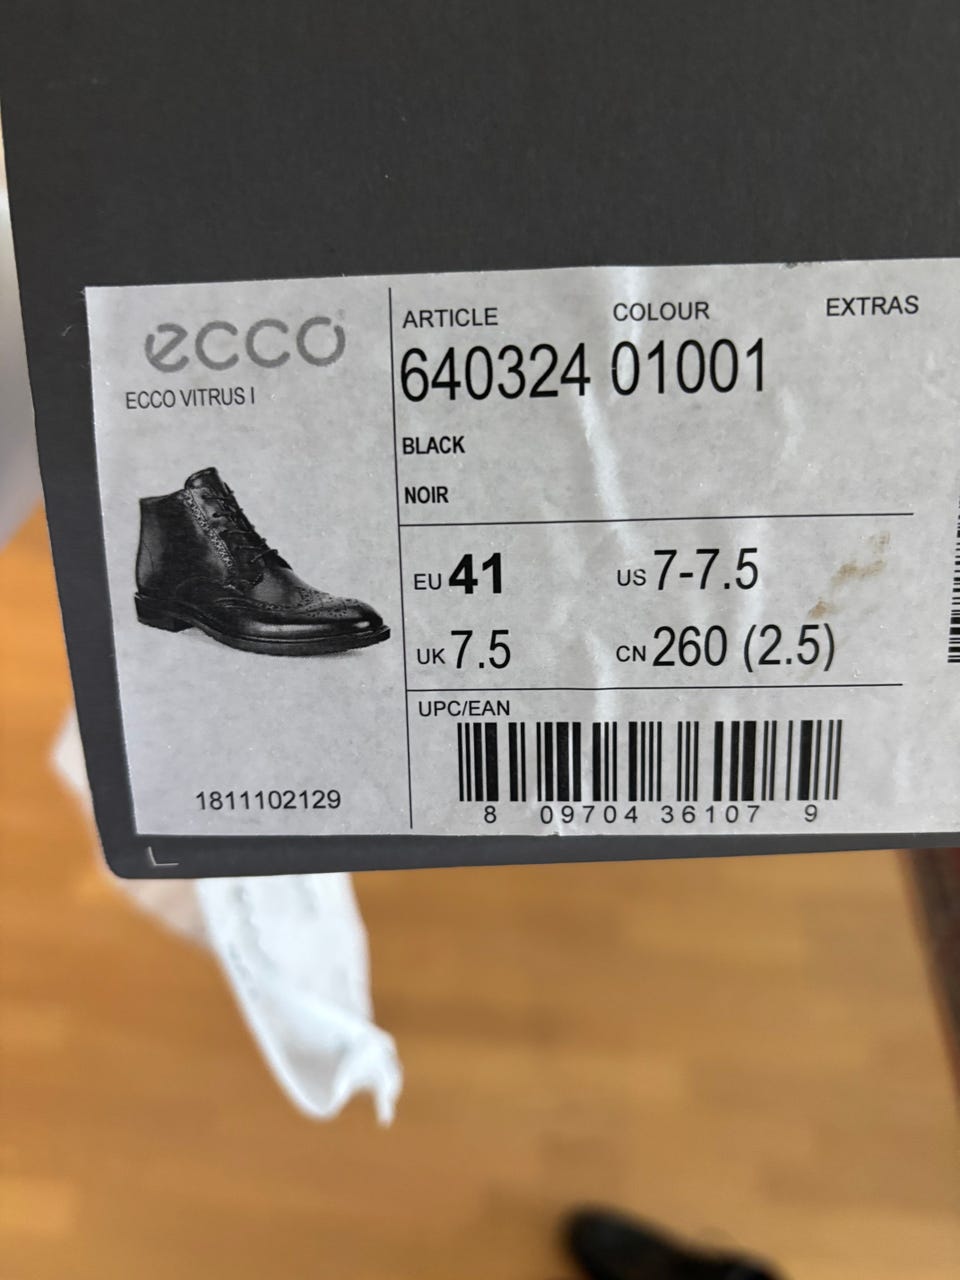 ecco
ECCO VITRUS I
ARTICLE COLOUR EXTRAS
640324 01001
BLACK
NOIR
EU 41 US 7-7.5
UK 7.5 CN 260 (2.5)
UPC/EAN
8 09704 36107 9
1811102129